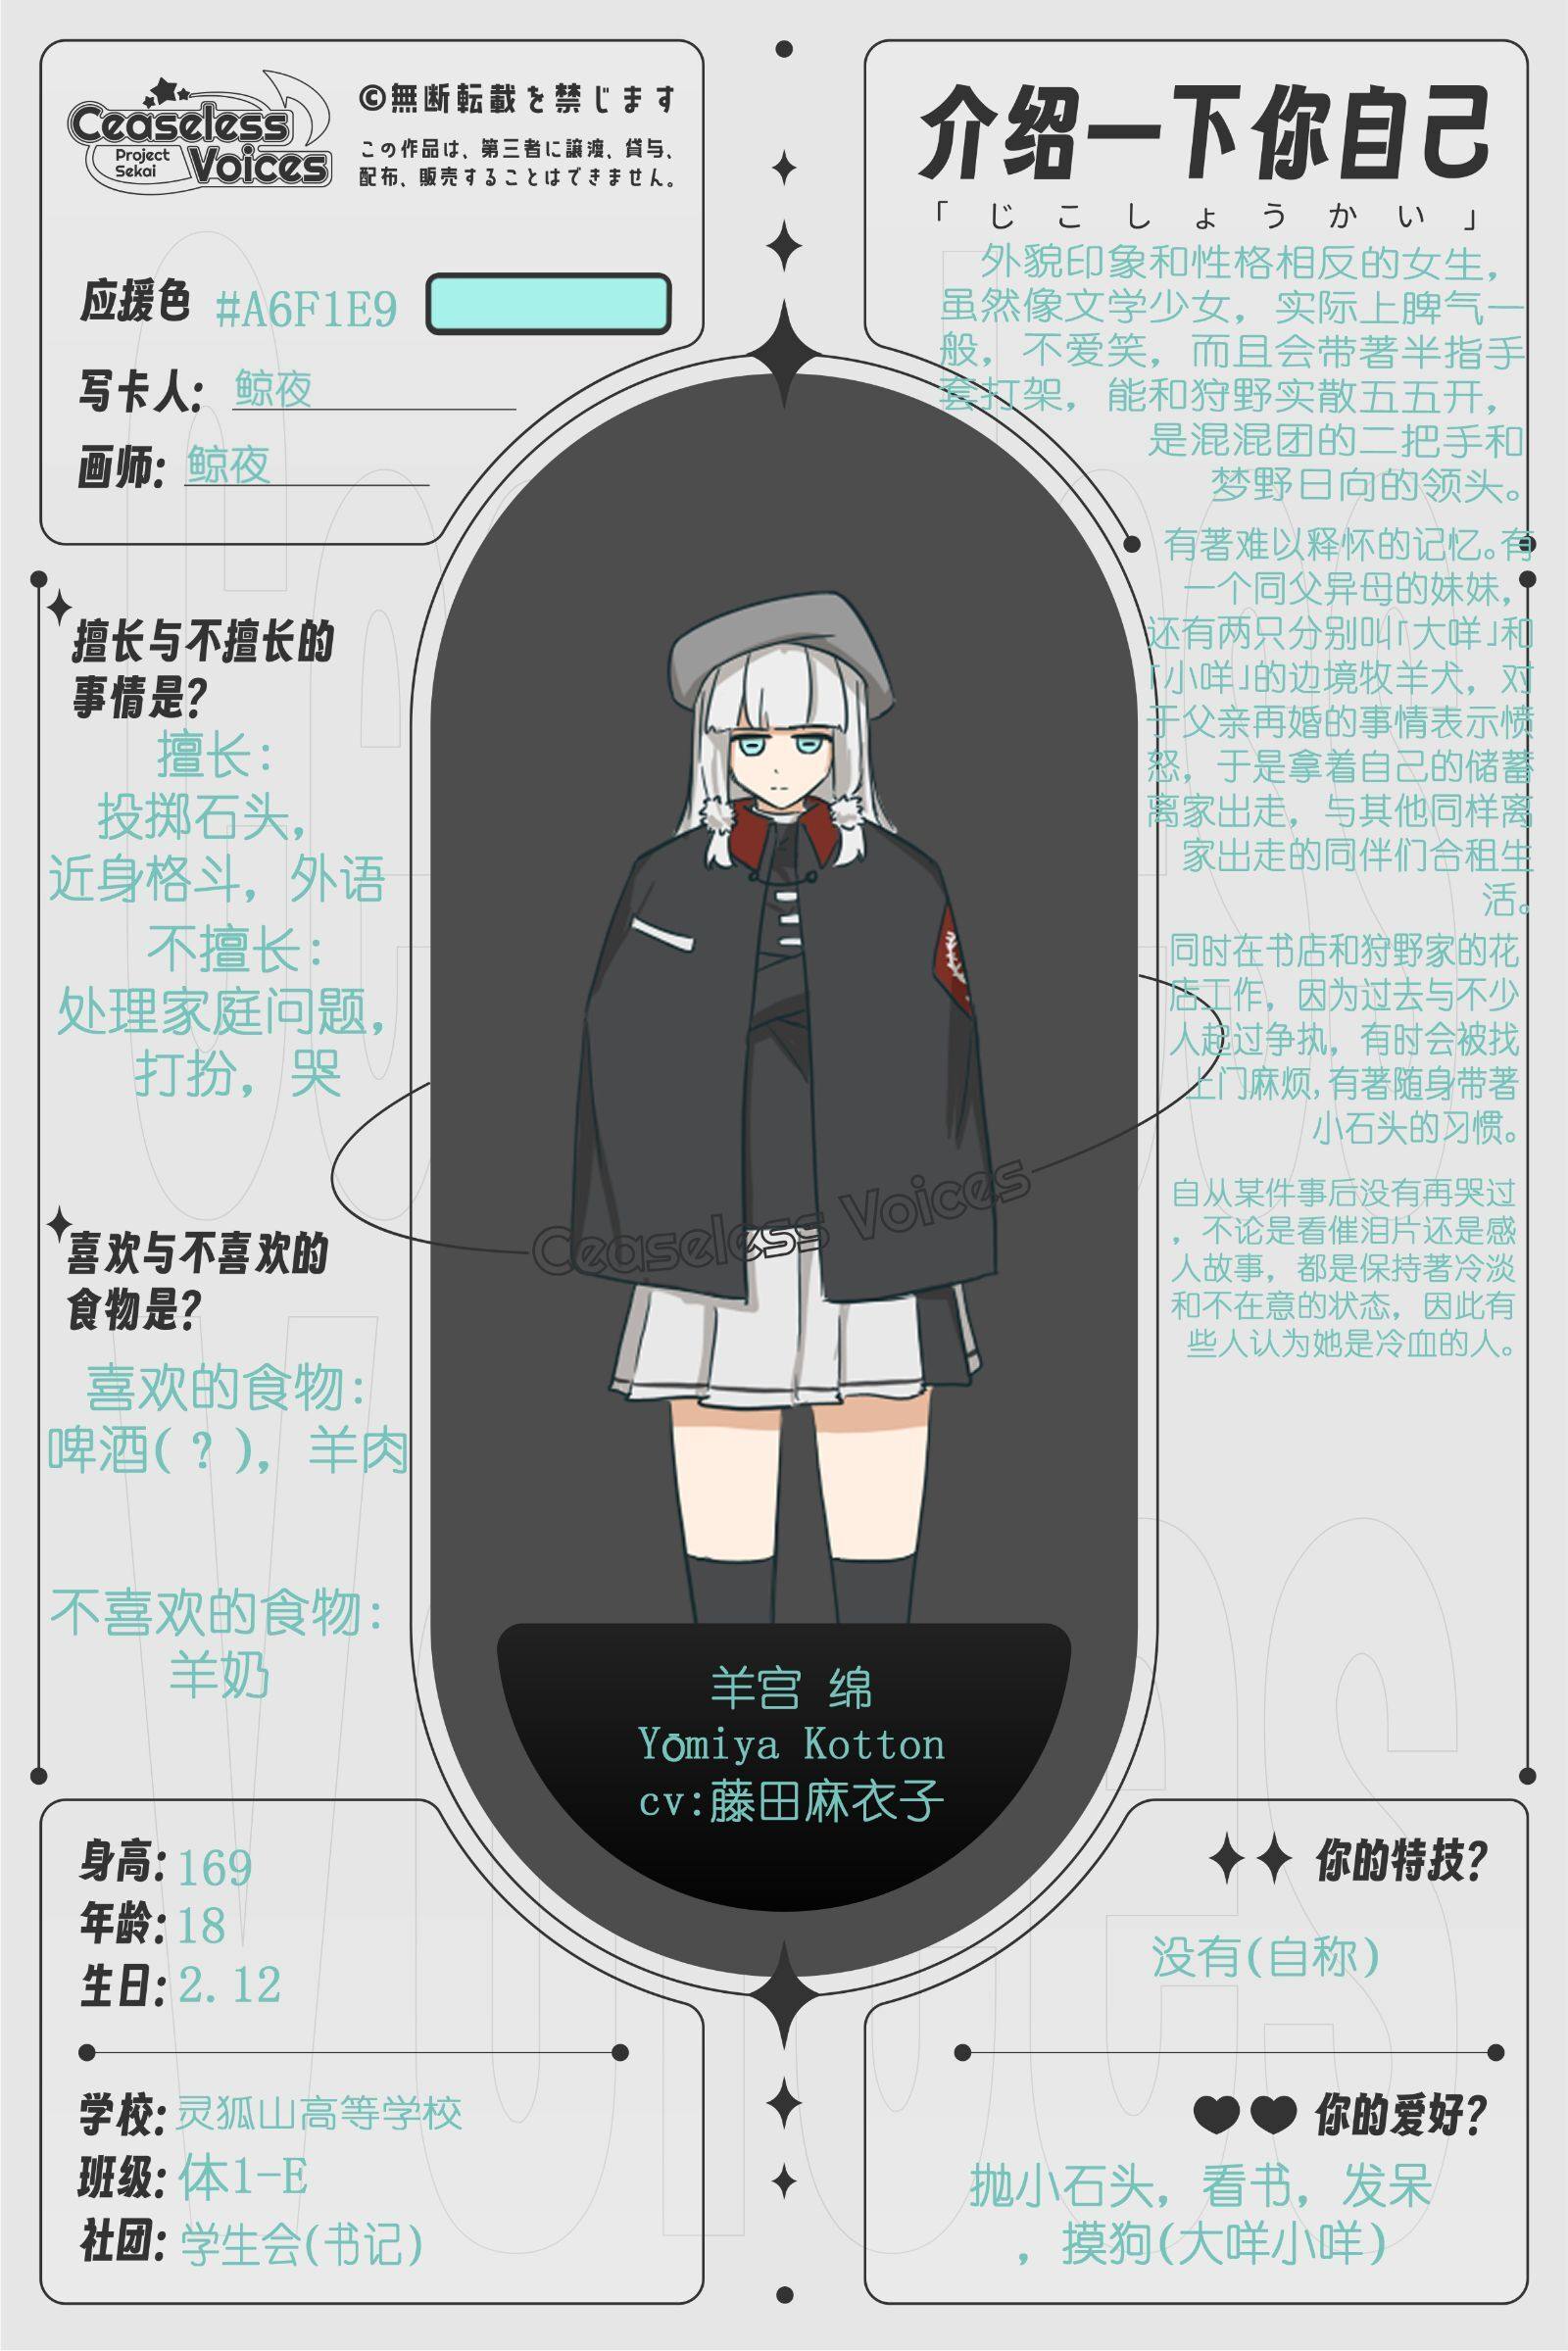 Ceaseless
Voices
Project
Sekai
©無断転載を禁じます
この作品は、第三者に譲渡、貸与、
配布、販売することはできません。
应援色 #A6F1E9
写卡人: 鲸夜
画师: 鲸夜
介绍一下你自己
「じこしょうかい」
外貌印象和性格相反的女生，
虽然像文学少女，实际上脾气一
般，不爱笑，而且会带著半指手
套打架，能和狩野实散五五开，
是混混团的二把手和
梦野日向的领头。
有著难以释怀的记忆。有
一个同父异母的妹妹，
还有两只分别叫「大咩」和
「小咩」的边境牧羊犬，对
于父亲再婚的事情表示愤
怒，于是拿着自己的储蓄
离家出走，与其他同样离
家出走的同伴们合租生
活。
同时在书店和狩野家的花
店工作，因为过去与不少
人起过争执，有时会被找
上门麻烦,有著随身带著
小石头的习惯。
自从某件事后没有再哭过
，不论是看催泪片还是感
人故事，都是保持著冷淡
和不在意的状态，因此有
些人认为她是冷血的人。
擅长与不擅长的
事情是?
擅长:
投掷石头，
近身格斗，外语
不擅长:
处理家庭问题，
打扮，哭
喜欢与不喜欢的
食物是?
喜欢的食物:
啤酒(?)，羊肉
不喜欢的食物:
羊奶
Ceaseless Voices
羊宫 绵
Yōmiya Kotton
cv:藤田麻衣子
身高: 169
年龄: 18
生日: 2.12
学校: 灵狐山高等学校
班级: 体1-E
社团: 学生会(书记)
你的特技?
没有(自称)
你的爱好?
抛小石头，看书，发呆
，摸狗(大咩小咩)